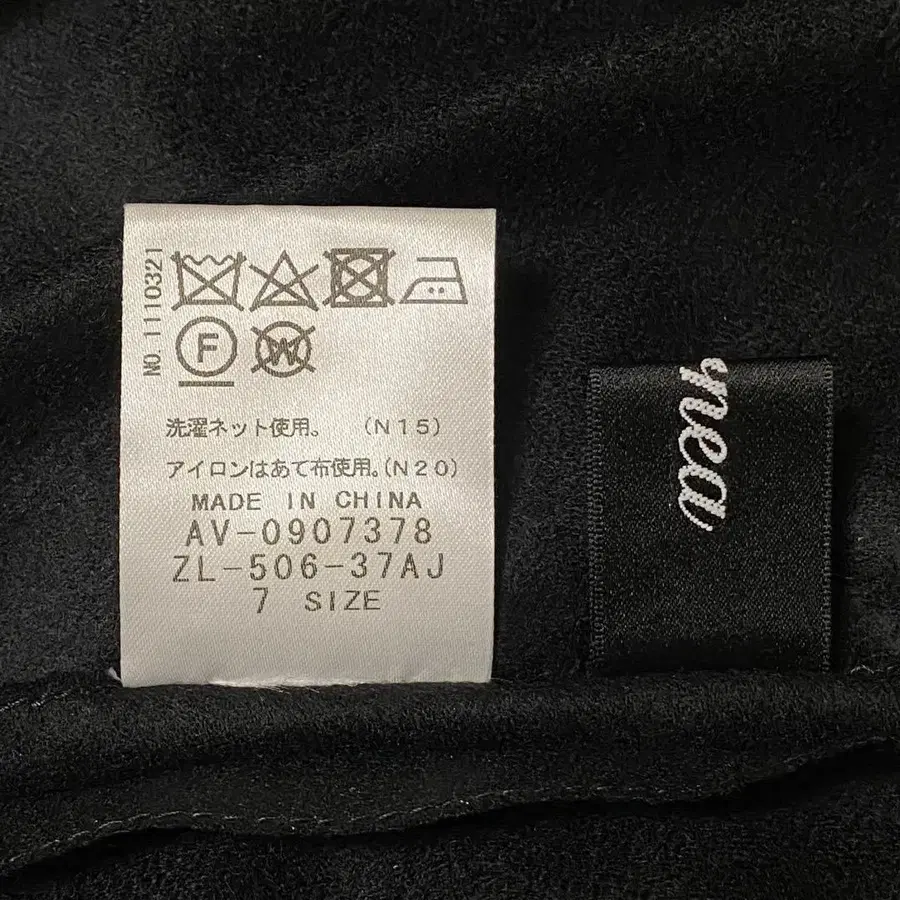 NO. 1110321
F
W
洗濯ネット使用。 (N15)
アイロンはあて布使用。(N20)
MADE IN CHINA
AV-0907378
ZL-506-37AJ
7 SIZE